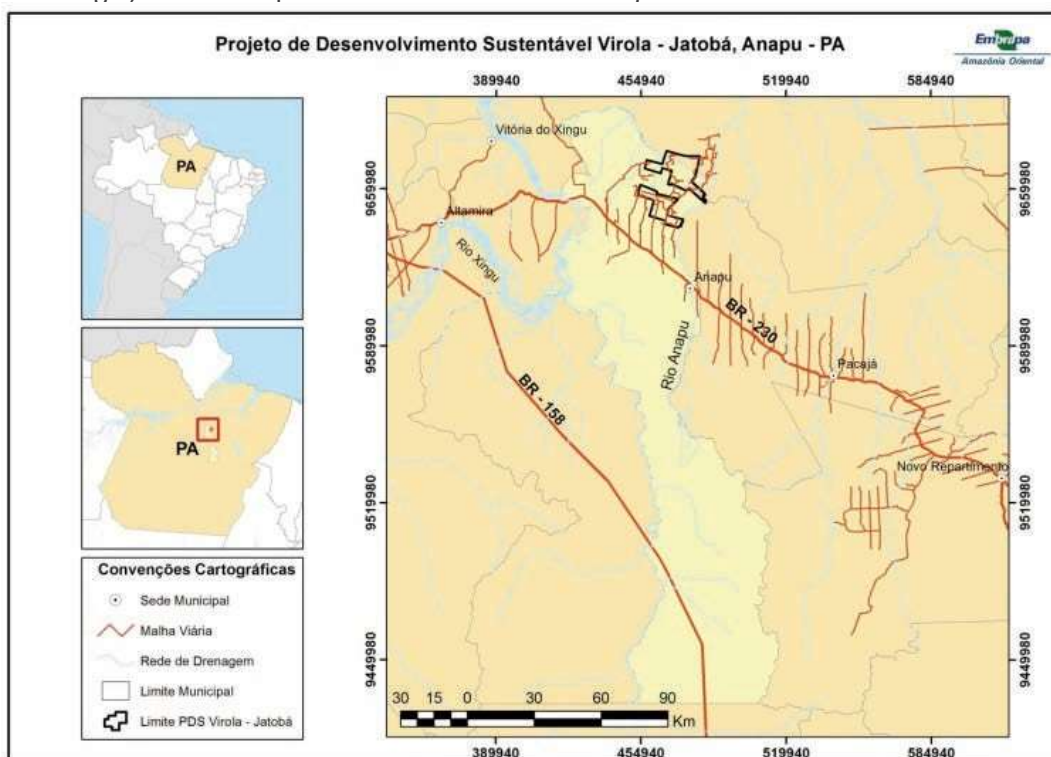 Projeto de Desenvolvimento Sustentável Virola - Jatobá, Anapu - PA
Embrapa
Amazônia Oriental
389940
454940
519940
584940
PA
PA
Convenções Cartográficas
Sede Municipal
Malha Viária
Rede de Drenagem
Limite Municipal
Limite PDS Virola - Jatobá
Vitória do Xingu
9659980
9659980
Altamira
Rio Xingu
Anapu
BR - 230
9589980
9589980
Rio Anapu
Pacajá
BR - 158
Novo Repartimento
9519980
9519980
9449980
9449980
30 15 0 30 60 90
Km
389940
454940
519940
584940